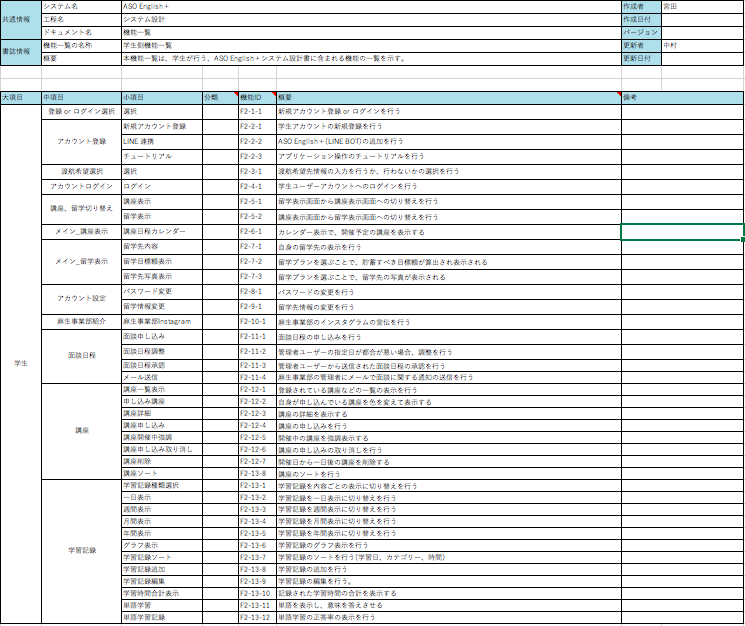 共通情報 システム名 ASO English+ 作成者 宮田
工程名 システム設計 作成日付
ドキュメント名 機能一覧 バージョン
書誌情報 機能一覧の名称 学生側機能一覧 更新者 中村
概要 本機能一覧は、学生が行う、ASO English+システム設計書に含まれる機能の一覧を示す。 更新日付
大項目 中項目 小項目 分類 機能ID 概要 備考
学生
登録 or ログイン選択 選択 F2-1-1 新規アカウント登録 or ログインを行う
アカウント登録 新規アカウント登録 F2-2-1 学生アカウントの新規登録を行う
LINE 連携 F2-2-2 ASO English+(LINE BOT)の追加を行う
チュートリアル F2-2-3 アプリケーション操作のチュートリアルを行う
渡航希望選択 選択 F2-3-1 渡航希望先情報の入力を行うか、行わないかの選択を行う
アカウントログイン ログイン F2-4-1 学生ユーザーアカウントへのログインを行う
講座、留学切り替え 講座表示 F2-5-1 留学表示画面から講座表示画面への切り替えを行う
留学表示 F2-5-2 講座表示画面から留学表示画面への切り替えを行う
メイン_講座表示 講座日程カレンダー F2-6-1 カレンダー表示で、開催予定の講座を表示する
メイン_留学表示 留学先内容 F2-7-1 自身の留学先の表示を行う
留学目標額表示 F2-7-2 留学プランを選ぶことで、貯蓄すべき目標額が算出され表示される
留学先写真表示 F2-7-3 留学プランを選ぶことで、留学先の写真が表示される
アカウント設定 パスワード変更 F2-8-1 パスワードの変更を行う
留学情報変更 F2-9-1 留学先情報の変更を行う
麻生事業部紹介 麻生事業部Instagram F2-10-1 麻生事業部のインスタグラムの宣伝を行う
面談日程 面談申し込み F2-11-1 面談日程の申し込みを行う
面談日程調整 F2-11-2 管理者ユーザーの指定日が都合が悪い場合、調整を行う
面談日程承認 F2-11-3 管理者ユーザーから送信された面談日程の承認を行う
メール送信 F2-11-4 麻生事業部の管理者にメールで面談に関する通知の送信を行う
講座 講座一覧表示 F2-12-1 登録されている講座などの一覧の表示を行う
申し込み講座 F2-12-2 自身が申し込んでいる講座を色を変えて表示する
講座詳細 F2-12-3 講座の詳細を表示する
講座申し込み F2-12-4 講座の申し込みを行う
講座開催中強調 F2-12-5 開催中の講座を強調表示する
講座申し込み取り消し F2-12-6 講座の申し込みの取り消しを行う
講座削除 F2-12-7 開催日から一日後の講座を削除する
講座ソート F2-13-8 講座のソートを行う
学習記録 学習記録種類選択 F2-13-1 学習記録を内容ごとの表示に切り替えを行う
一日表示 F2-13-2 学習記録を一日表示に切り替えを行う
週間表示 F2-13-3 学習記録を週間表示に切り替えを行う
月間表示 F2-13-4 学習記録を月間表示に切り替えを行う
年間表示 F2-13-5 学習記録を年間表示に切り替えを行う
グラフ表示 F2-13-6 学習記録のグラフ表示を行う
学習記録ソート F2-13-7 学習記録のソートを行う(学習日、カテゴリー、時間)
学習記録追加 F2-13-8 学習記録の追加を行う
学習記録編集 F2-13-9 学習記録の編集を行う。
学習時間合計表示 F2-13-10 記録された学習時間の合計を表示する
単語学習 F2-13-11 単語を表示し、意味を答えさせる
単語学習記録 F2-13-12 単語学習の正答率の表示を行う